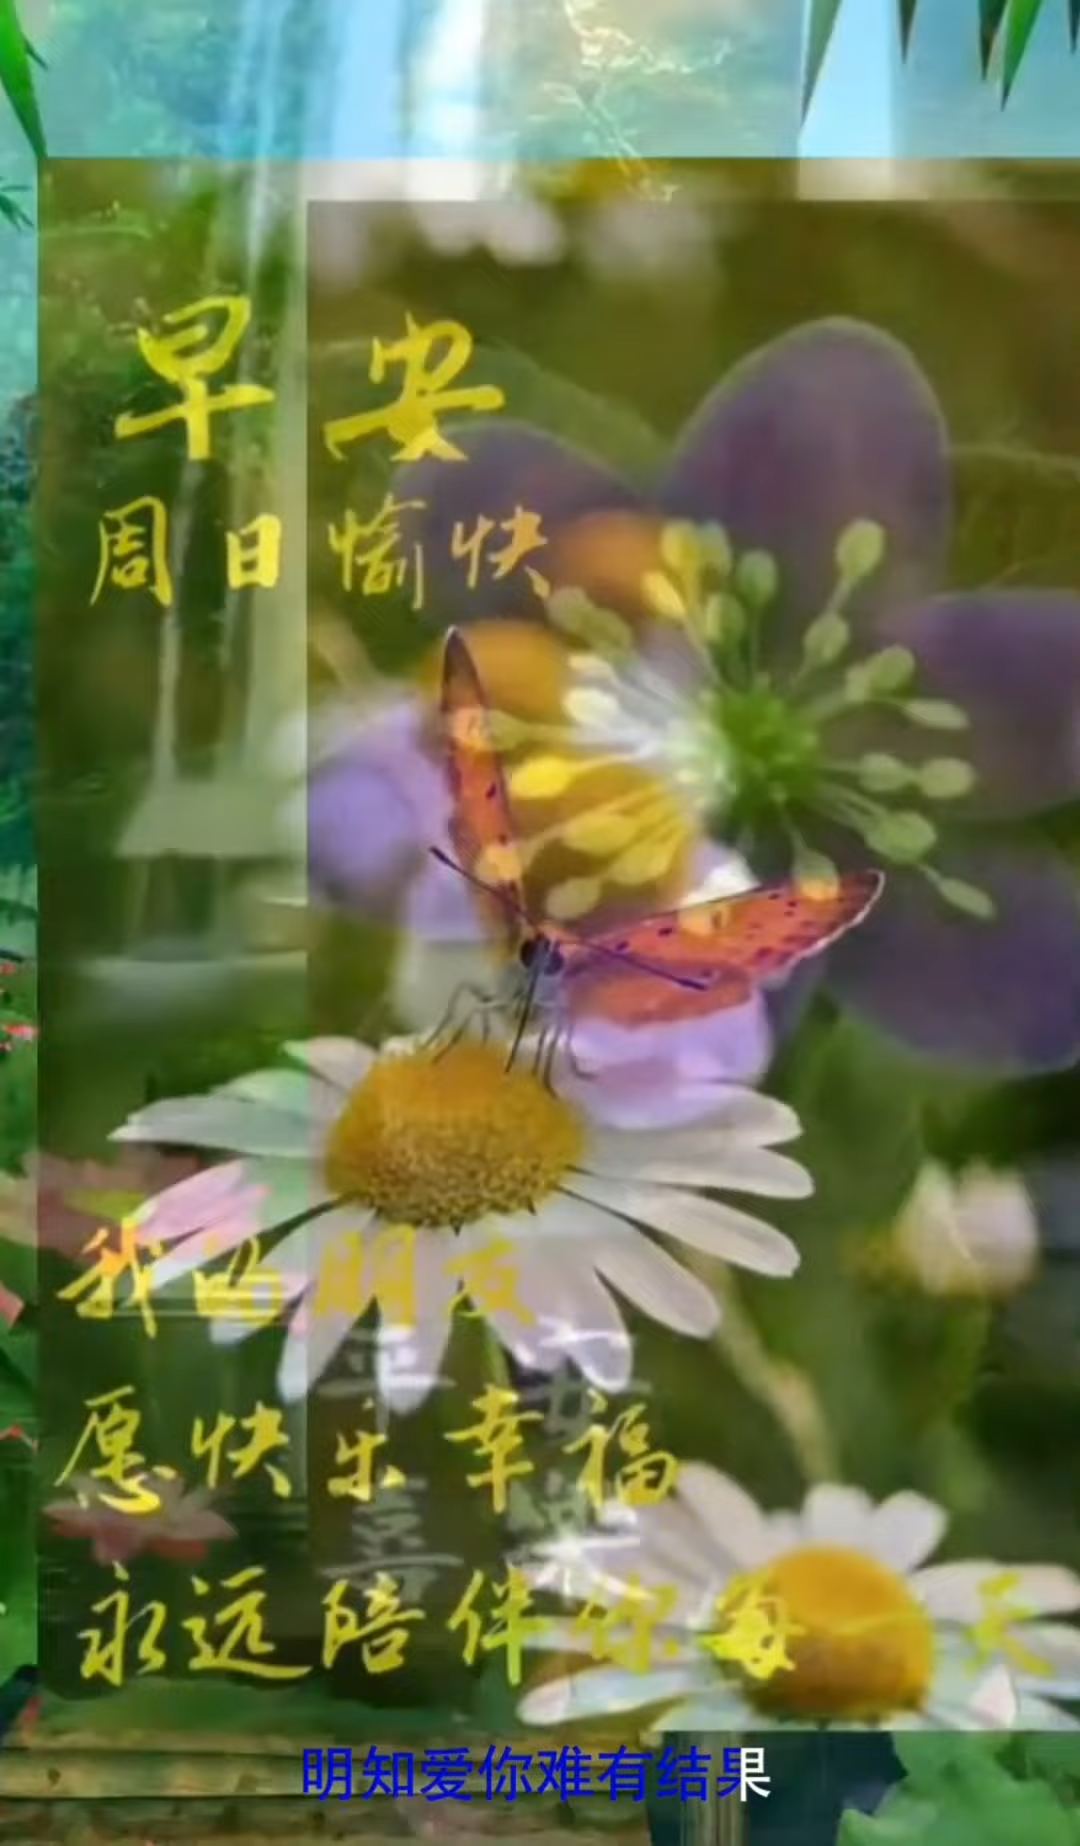 早安
周日愉快
我的朋友
愿快乐幸福
永远陪伴你每一天
明知爱你难有结果